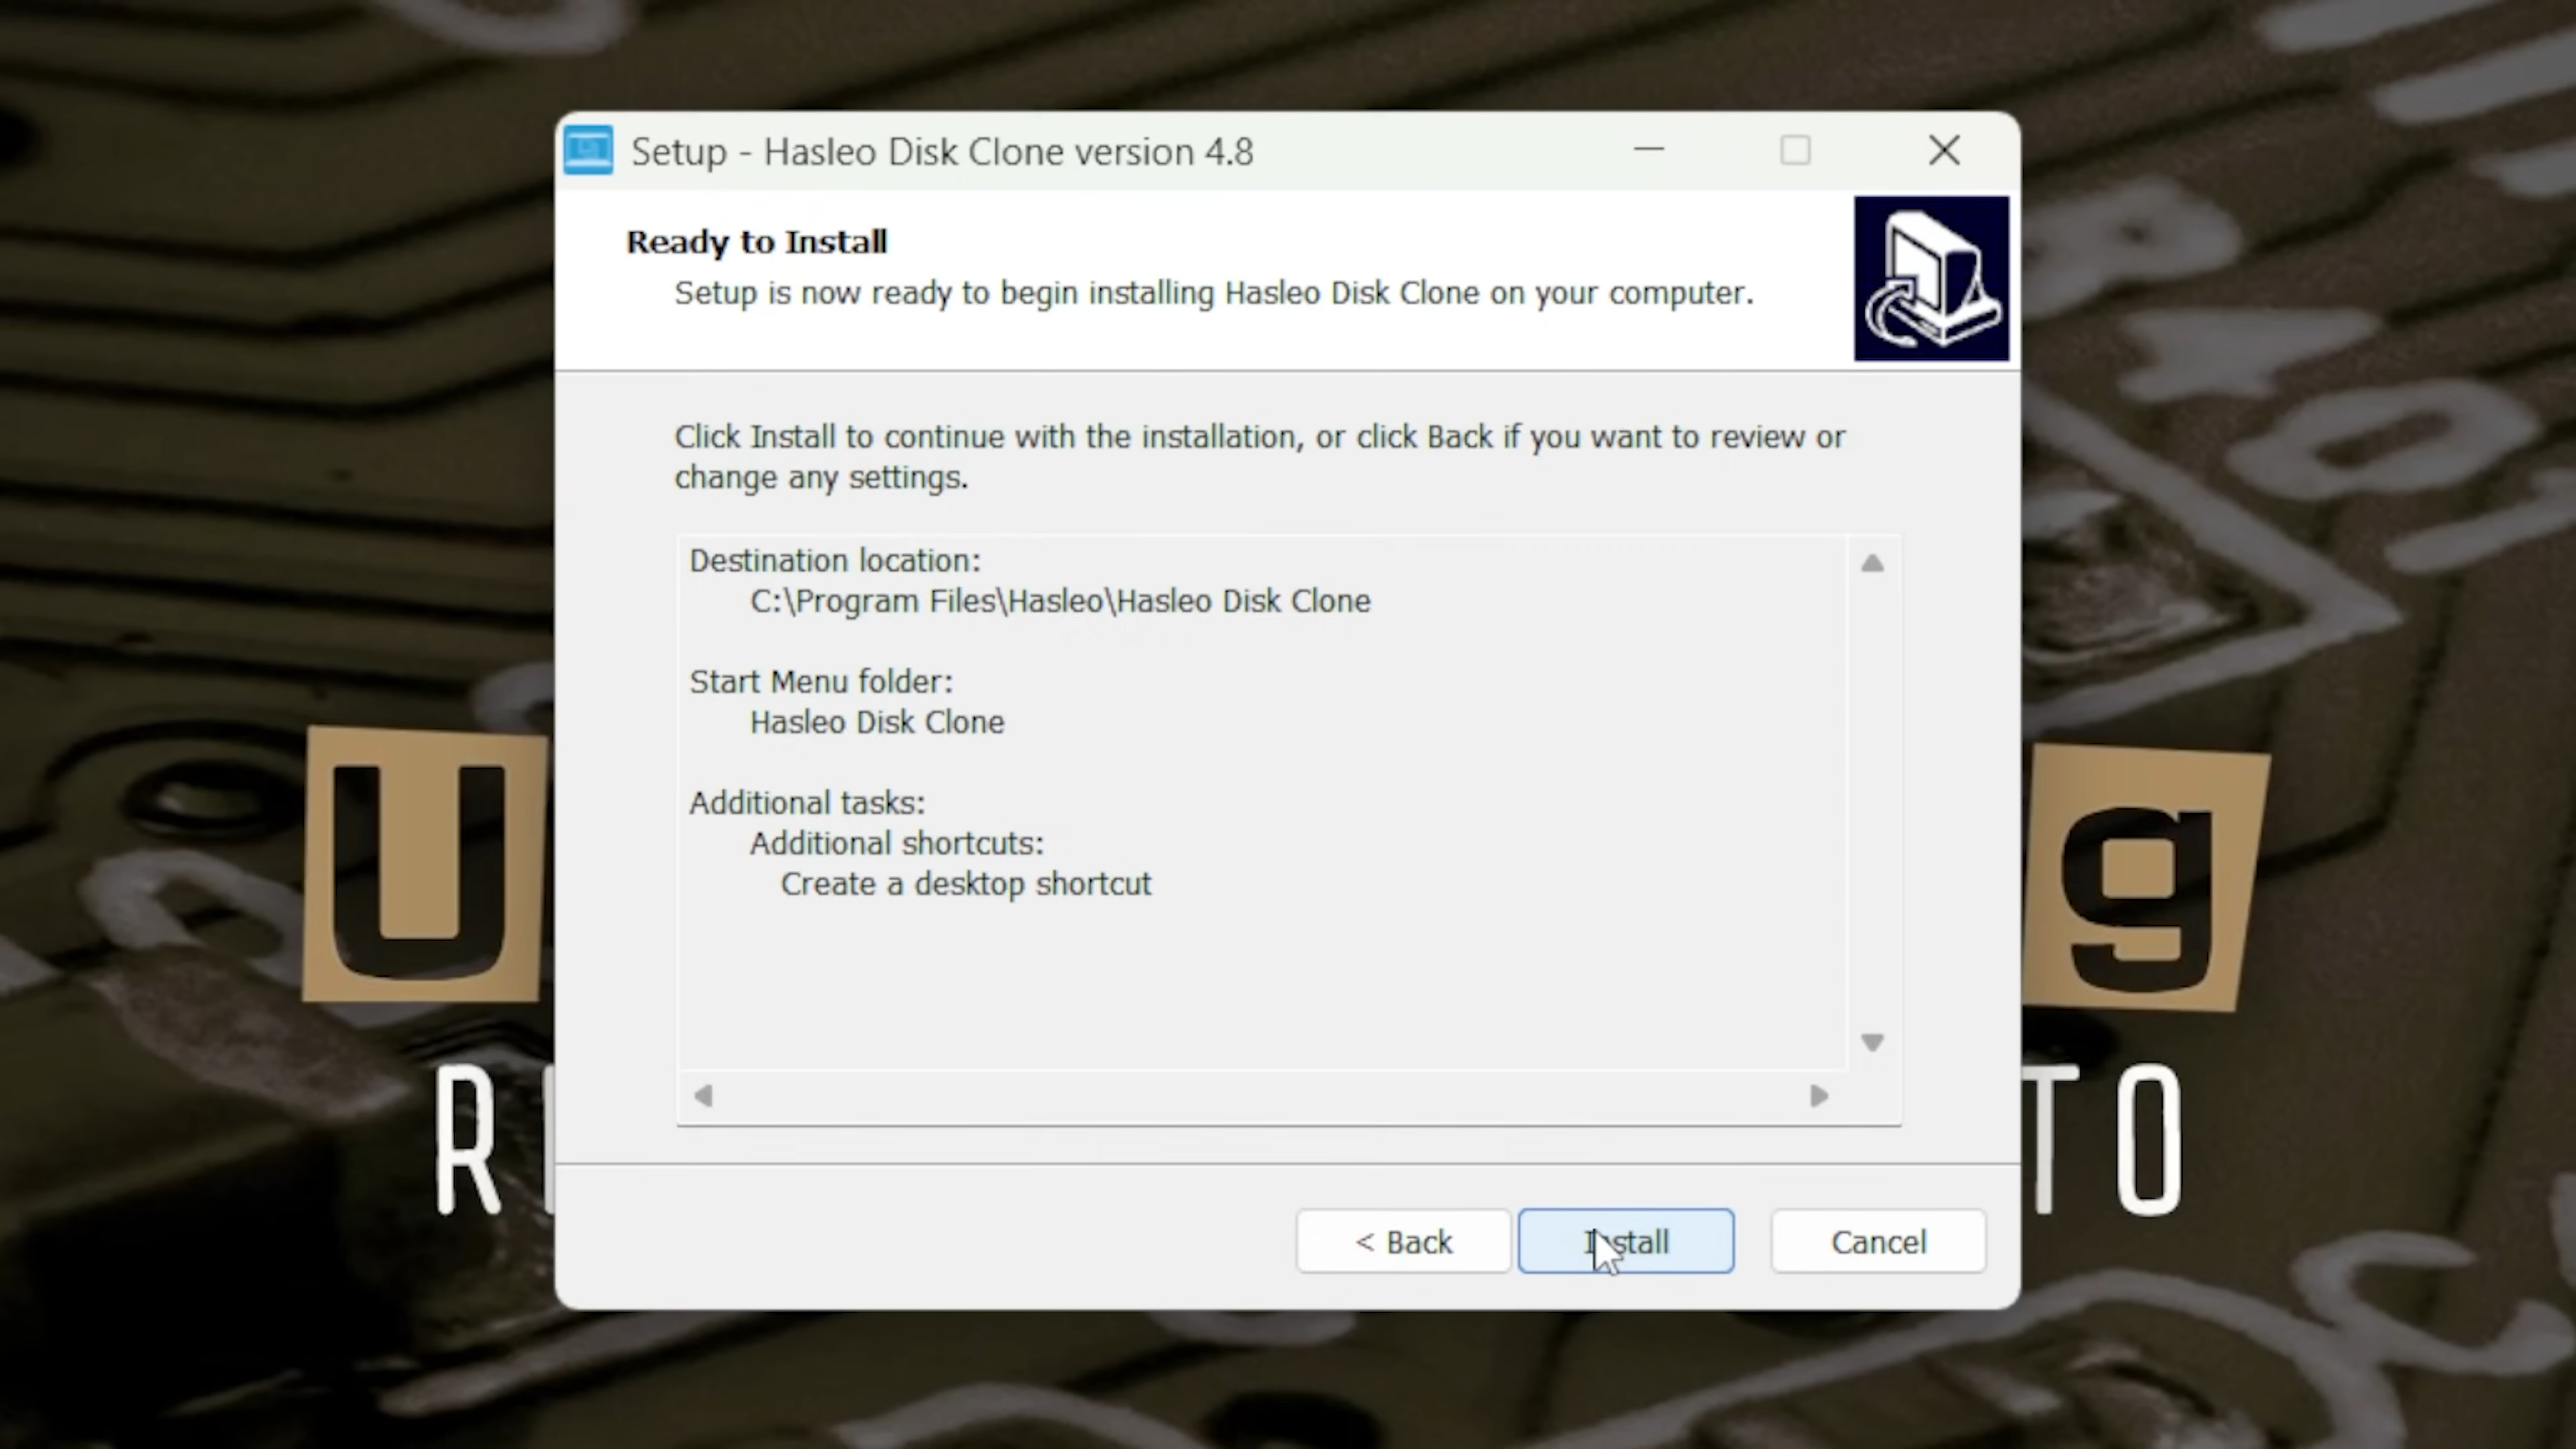 Setup - Hasleo Disk Clone version 4.8
Ready to Install
Setup is now ready to begin installing Hasleo Disk Clone on your computer.
Click Install to continue with the installation, or click Back if you want to review or
change any settings.
Destination location:
C:\Program Files\Hasleo\Hasleo Disk Clone
Start Menu folder:
Hasleo Disk Clone
Additional tasks:
Additional shortcuts:
Create a desktop shortcut
< Back
Install
Cancel
U
g
R
TO